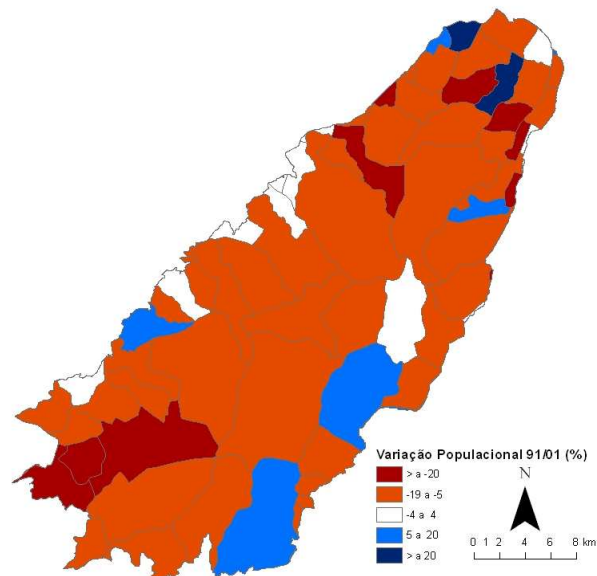 Variação Populacional 91/01 (%)
> a -20
-19 a -5
-4 a 4
5 a 20
> a 20
N
0 1 2 4 6 8 km